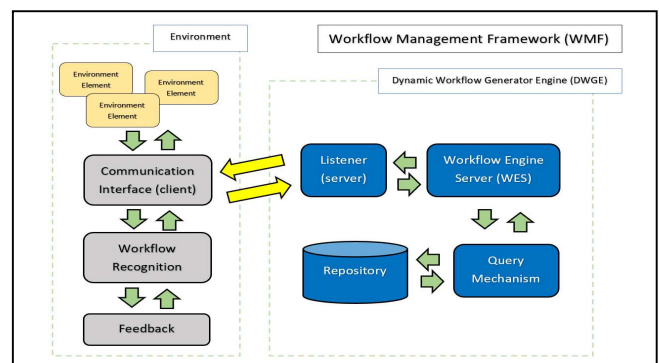 Environment
Workflow Management Framework (WMF)
Dynamic Workflow Generator Engine (DWGE)
Environment
Element
Environment
Element
Environment
Element
Communication
Interface (client)
Listener
(server)
Workflow Engine
Server (WES)
Workflow
Recognition
Repository
Query
Mechanism
Feedback